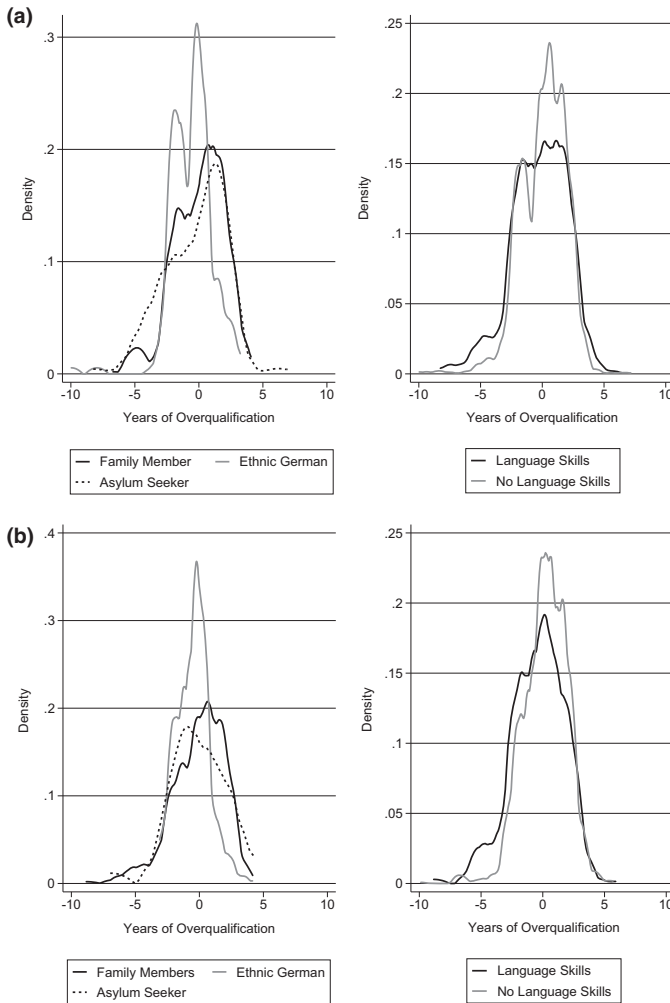 (a)
.3
.2
.1
0
Density
-10 -5 0 5 10
Years of Overqualification
Family Member Ethnic German
Asylum Seeker
.25
.2
.15
.1
.05
0
Density
-10 -5 0 5 10
Years of Overqualification
Language Skills
No Language Skills
(b)
.4
.3
.2
.1
0
Density
-10 -5 0 5 10
Years of Overqualification
Family Members Ethnic German
Asylum Seeker
.25
.2
.15
.1
.05
0
Density
-10 -5 0 5 10
Years of Overqualification
Language Skills
No Language Skills